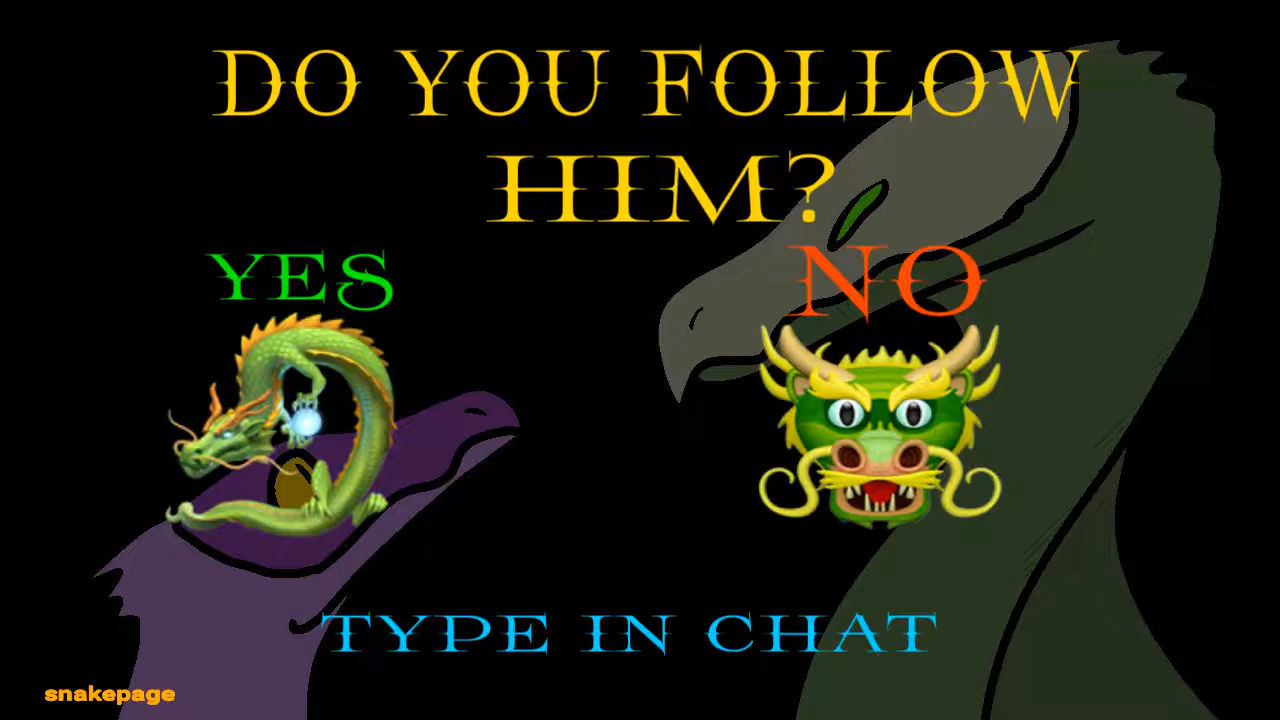 DO YOU FOLLOW
HIM?
YES
NO
TYPE IN CHAT
snakepage